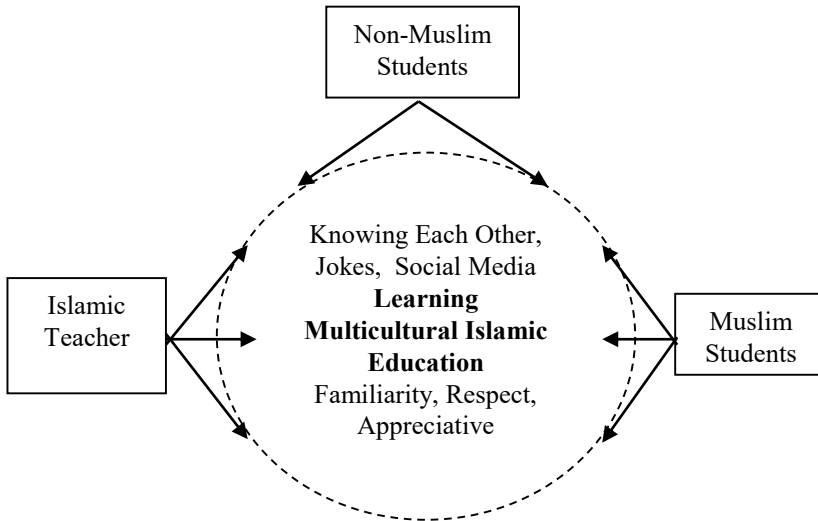 Non-Muslim
Students
Knowing Each Other,
Jokes, Social Media
Learning
Multicultural Islamic
Education
Familiarity, Respect,
Appreciative
Islamic
Teacher
Muslim
Students